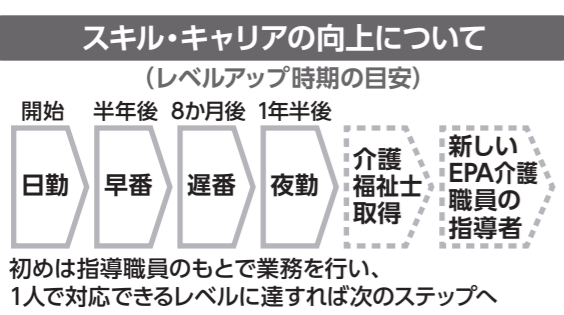 スキル・キャリアの向上について
（レベルアップ時期の目安）
開始 半年後 8か月後 1年半後
日勤 早番 遅番 夜勤
介護
福祉士
取得
新しい
EPA介護
職員の
指導者
初めは指導職員のもとで業務を行い、
1人で対応できるレベルに達すれば次のステップへ